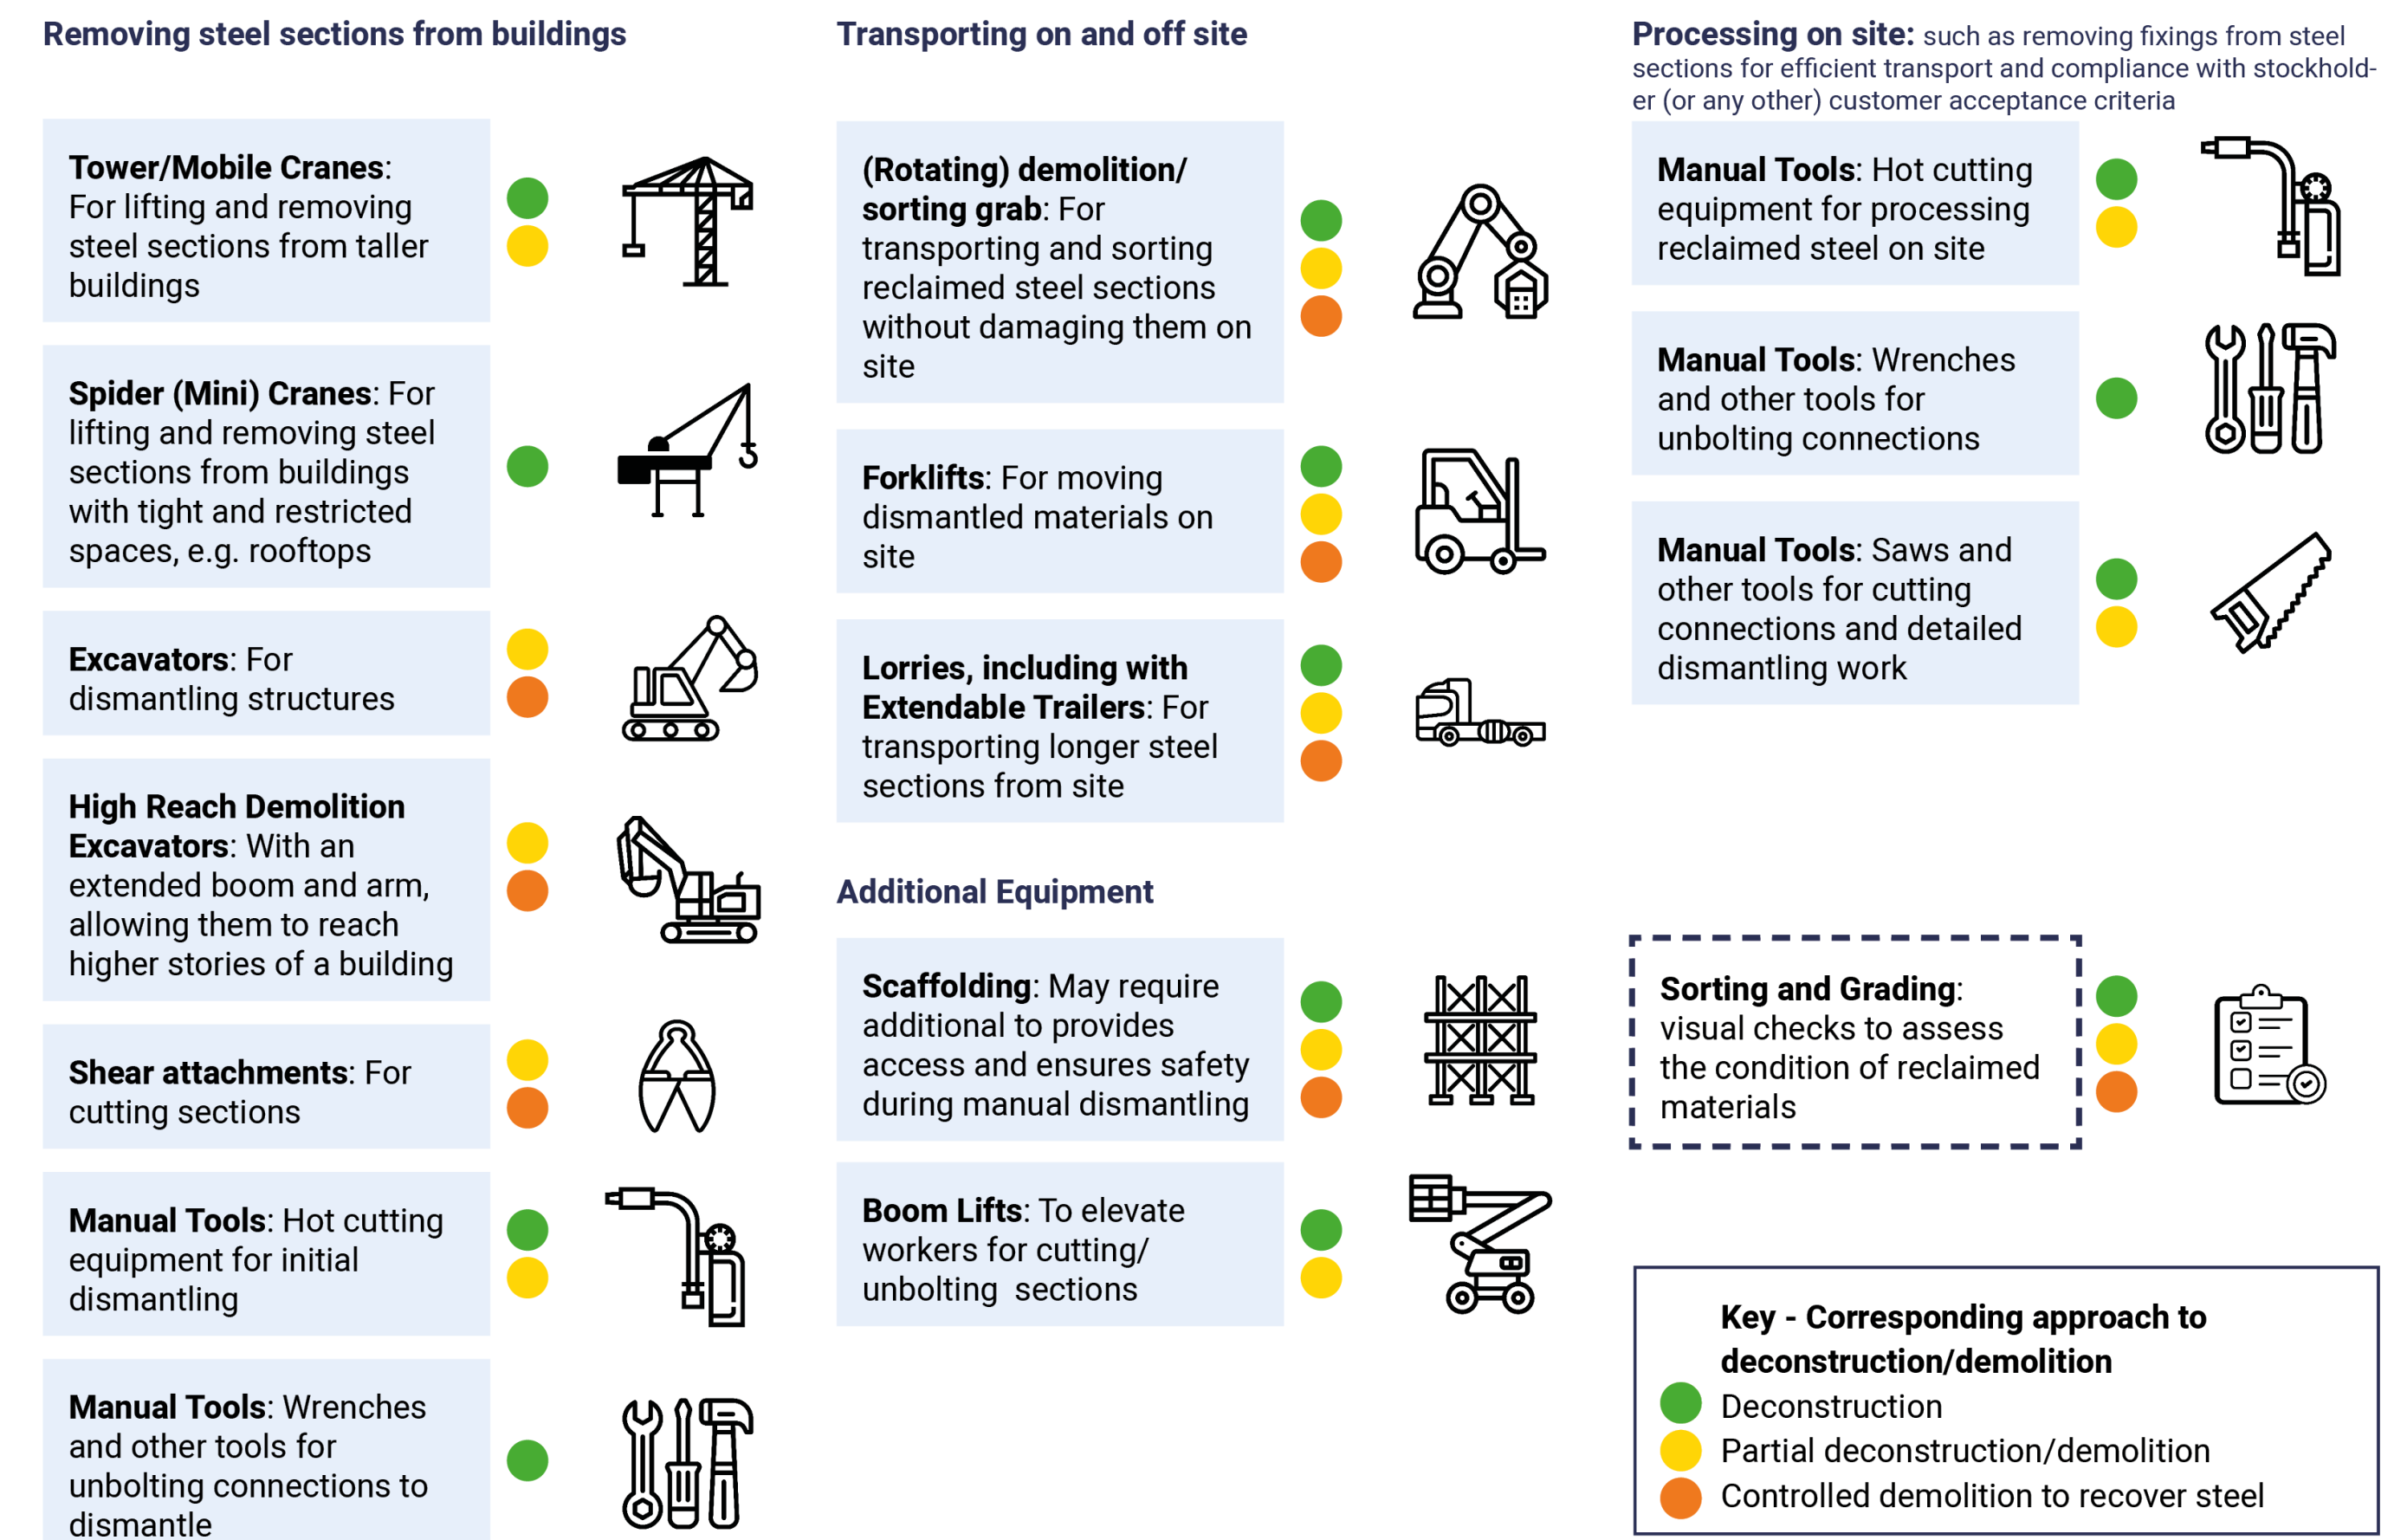 Removing steel sections from buildings
Tower/Mobile Cranes:
For lifting and removing
steel sections from taller
buildings
Spider (Mini) Cranes: For
lifting and removing steel
sections from buildings
with tight and restricted
spaces, e.g. rooftops
Excavators: For
dismantling structures
High Reach Demolition
Excavators: With an
extended boom and arm,
allowing them to reach
higher stories of a building
Shear attachments: For
cutting sections
Manual Tools: Hot cutting
equipment for initial
dismantling
Manual Tools: Wrenches
and other tools for
unbolting connections to
dismantle
Transporting on and off site
(Rotating) demolition/
sorting grab: For
transporting and sorting
reclaimed steel sections
without damaging them on
site
Forklifts: For moving
dismantled materials on
site
Lorries, including with
Extendable Trailers: For
transporting longer steel
sections from site
Additional Equipment
Scaffolding: May require
additional to provides
access and ensures safety
during manual dismantling
Boom Lifts: To elevate
workers for cutting/
unbolting  sections
Processing on site: such as removing fixings from steel
sections for efficient transport and compliance with stockhold-
er (or any other) customer acceptance criteria
Manual Tools: Hot cutting
equipment for processing
reclaimed steel on site
Manual Tools: Wrenches
and other tools for
unbolting connections
Manual Tools: Saws and
other tools for cutting
connections and detailed
dismantling work
Sorting and Grading:
visual checks to assess
the condition of reclaimed
materials
Key - Corresponding approach to
deconstruction/demolition
Deconstruction
Partial deconstruction/demolition
Controlled demolition to recover steel